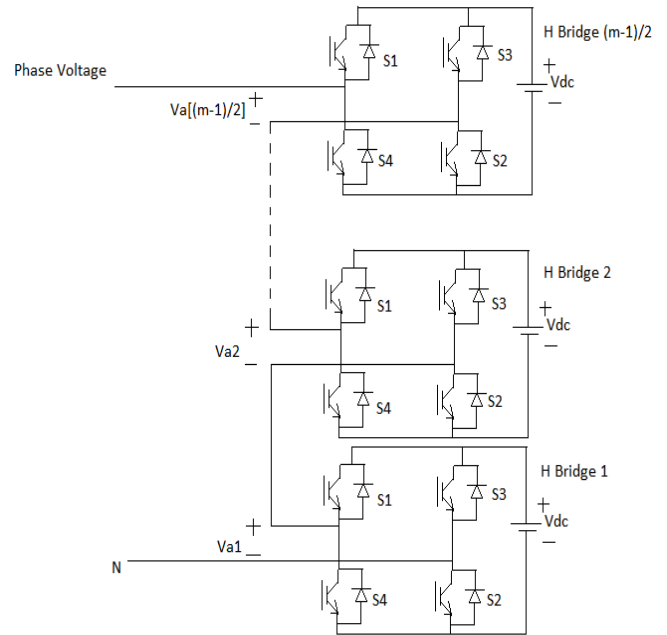 H Bridge (m-1)/2
S1
S3
+
Vdc
−
Phase Voltage
Va[(m-1)/2]
+
−
S4
S2
H Bridge 2
S1
S3
+
Vdc
−
Va2
+
−
S4
S2
H Bridge 1
S1
S3
+
Vdc
−
Va1
+
−
N
S4
S2